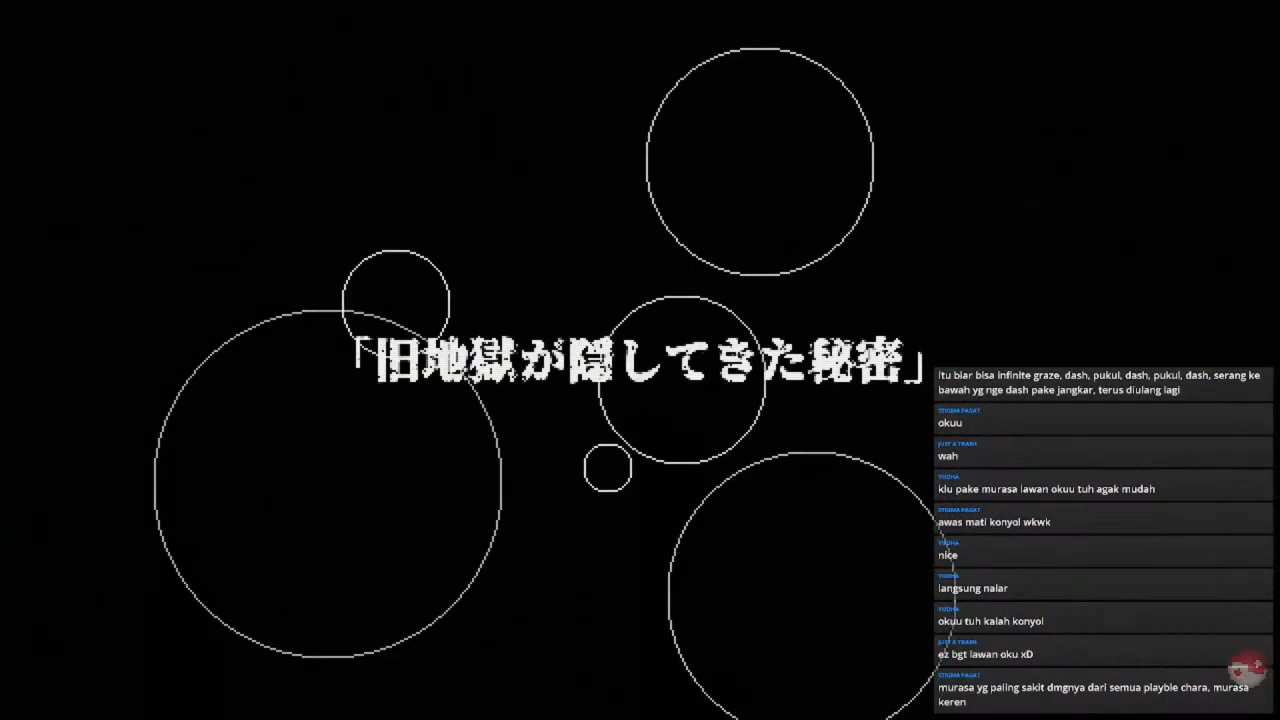 「旧地獄が隠してきた秘密」
Itu biar bisa infinite graze, dash, pukul, dash, pukul, dash, serang ke
bawah yg nge dash pake jangkar, terus diulang lagi
STIGMA PAGAT
okuu
JUST A TRASH
wah
YUDHA
klu pake murasa lawan okuu tuh agak mudah
STIGMA PAGAT
awas mati konyol wkwk
YUDHA
nice
YUDHA
langsung nalar
YUDHA
okuu tuh kalah konyol
JUST A TRASH
ez bgt lawan oku xD
STIGMA PAGAT
murasa yg paling sakit dmgnya dari semua playble chara, murasa
keren